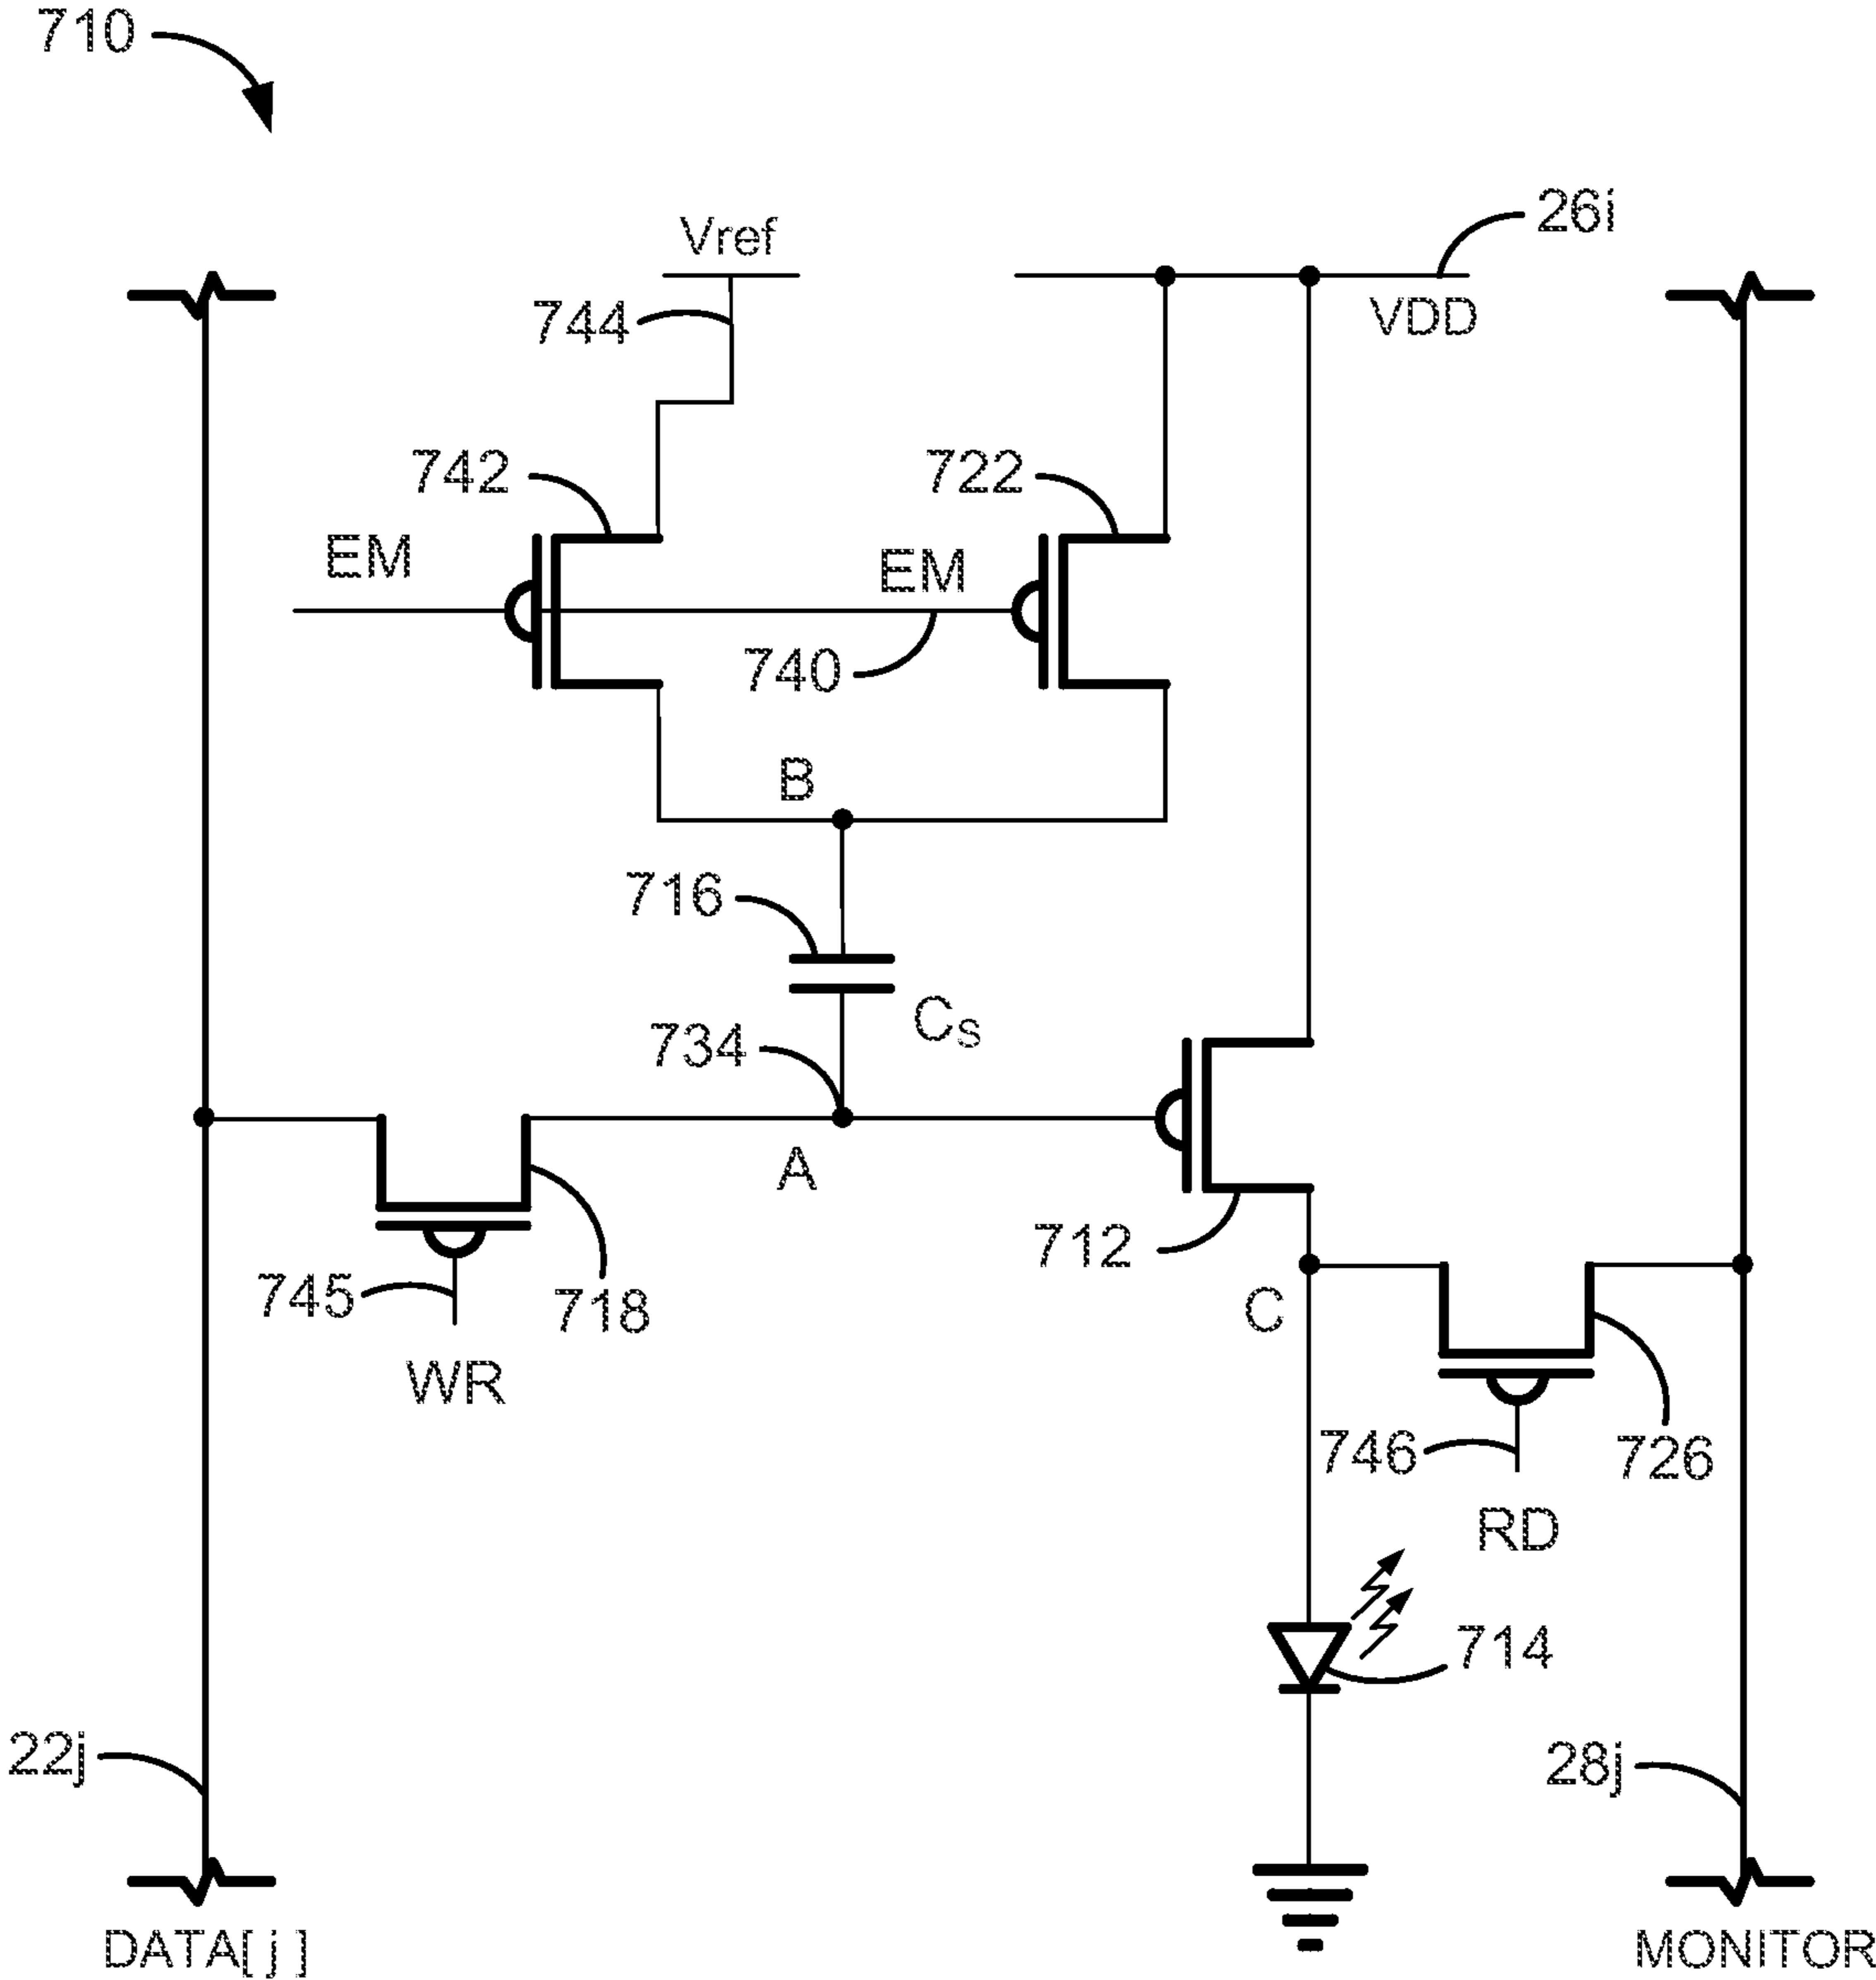 710
26i
Vref
744
VDD
742
722
EM
EM
740
B
716
CS
734
A
712
745
718
C
WR
746
726
RD
714
22j
28j
DATA[ j ]
MONITOR